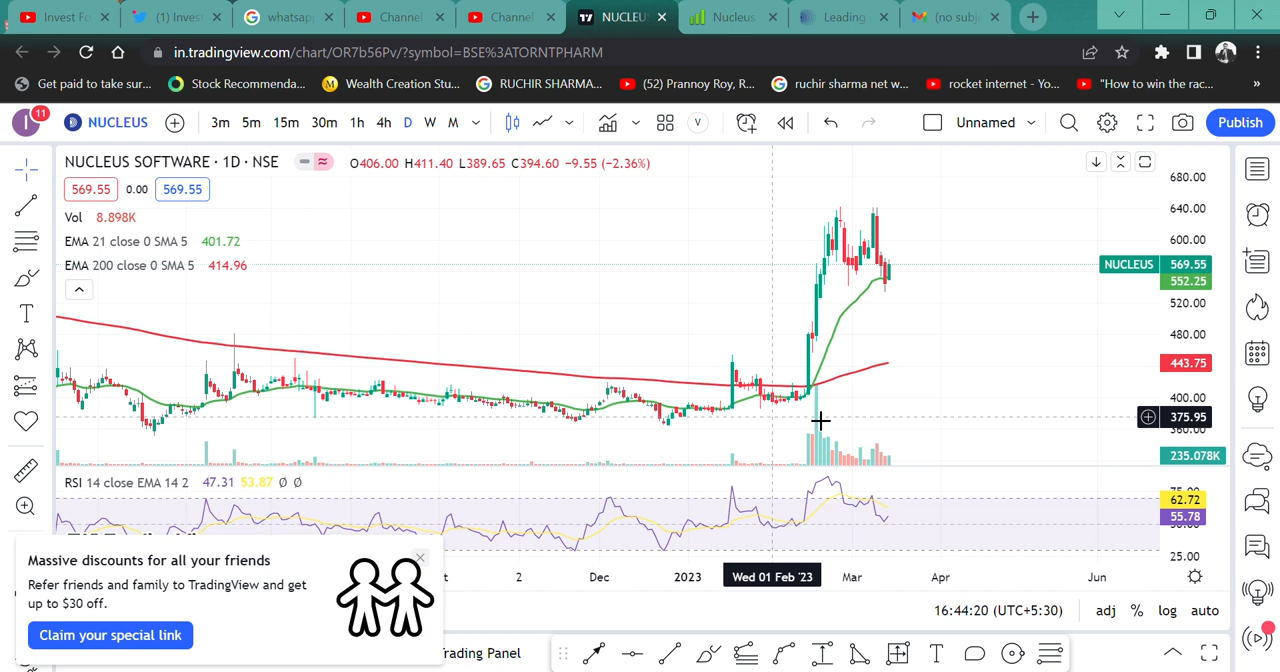 Invest Fo
(1) Invest
whatsapp
Channel
Channel
NUCLEU
Nucleus
Leading
(no subj
in.tradingview.com/chart/OR7b56Pv/?symbol=BSE%3ATORNTPHARM
Get paid to take sur...
Stock Recommenda...
Wealth Creation Stu...
RUCHIR SHARMA...
(52) Prannoy Roy, R...
ruchir sharma net w...
rocket internet - Yo...
"How to win the rac...
»
I 11
NUCLEUS
3m 5m 15m 30m 1h 4h D W M
V
Unnamed
Publish
NUCLEUS SOFTWARE · 1D · NSE
O406.00 H411.40 L389.65 C394.60 −9.55 (−2.36%)
569.55 0.00 569.55
Vol 8.898K
EMA 21 close 0 SMA 5 401.72
EMA 200 close 0 SMA 5 414.96
680.00
640.00
600.00
NUCLEUS 569.55
552.25
520.00
480.00
443.75
400.00
375.95
360.00
235.078K
RSI 14 close EMA 14 2 47.31 53.87 Ø Ø
75.00
62.72
55.78
25.00
2 Dec 2023 Wed 01 Feb '23 Mar Apr Jun
Massive discounts for all your friends
Refer friends and family to TradingView and get
up to $30 off.
Claim your special link
16:44:20 (UTC+5:30) adj % log auto
rading Panel
T